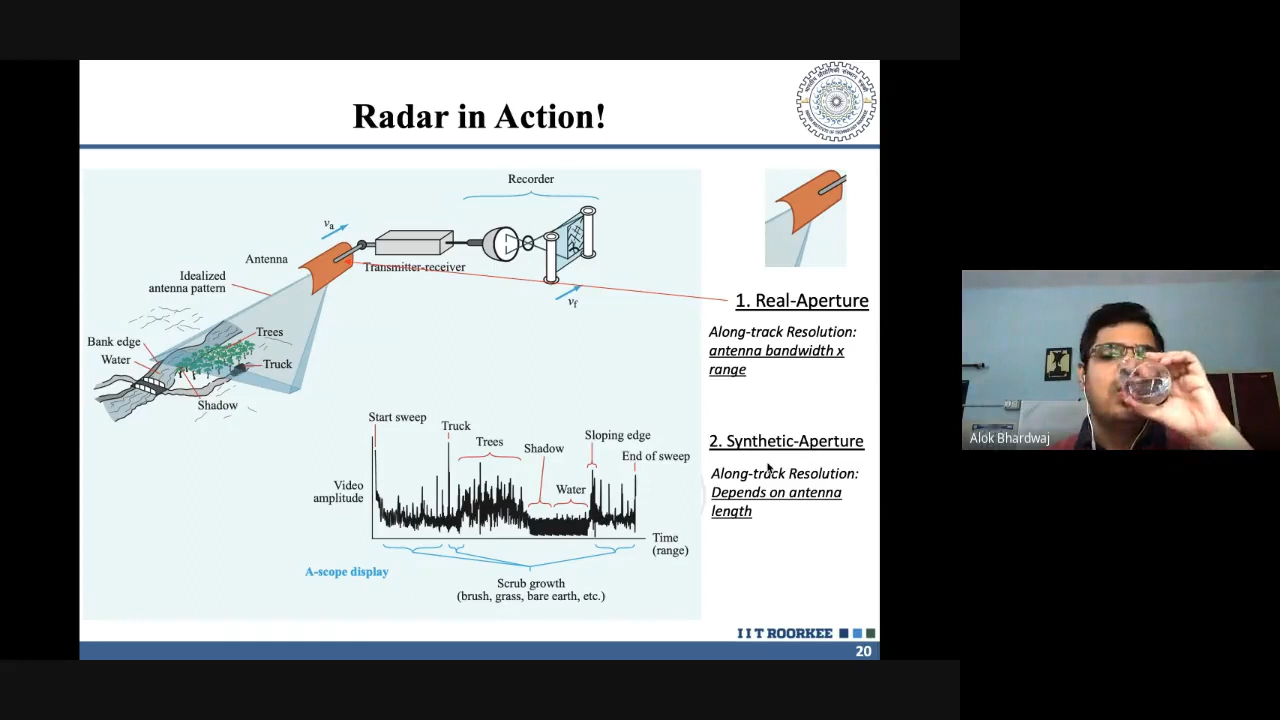 Radar in Action!
Recorder
va
Antenna
Transmitter-receiver
Idealized
antenna pattern
vf
Bank edge
Trees
Water
Truck
Shadow
1. Real-Aperture
Along-track Resolution:
antenna bandwidth x
range
Start sweep
Truck
Trees
Shadow
Sloping edge
End of sweep
Video
amplitude
Water
Time
(range)
A-scope display
Scrub growth
(brush, grass, bare earth, etc.)
2. Synthetic-Aperture
Along-track Resolution:
Depends on antenna
length
IIT ROORKEE
20
Alok Bhardwaj